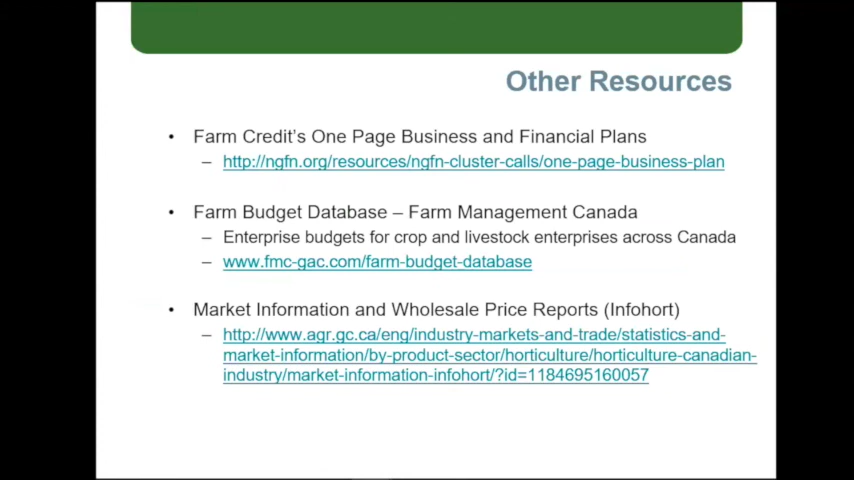 Other Resources
• Farm Credit's One Page Business and Financial Plans
– http://ngfn.org/resources/ngfn-cluster-calls/one-page-business-plan
• Farm Budget Database – Farm Management Canada
– Enterprise budgets for crop and livestock enterprises across Canada
– www.fmc-gac.com/farm-budget-database
• Market Information and Wholesale Price Reports (Infohort)
– http://www.agr.gc.ca/eng/industry-markets-and-trade/statistics-and-
market-information/by-product-sector/horticulture/horticulture-canadian-
industry/market-information-infohort/?id=1184695160057